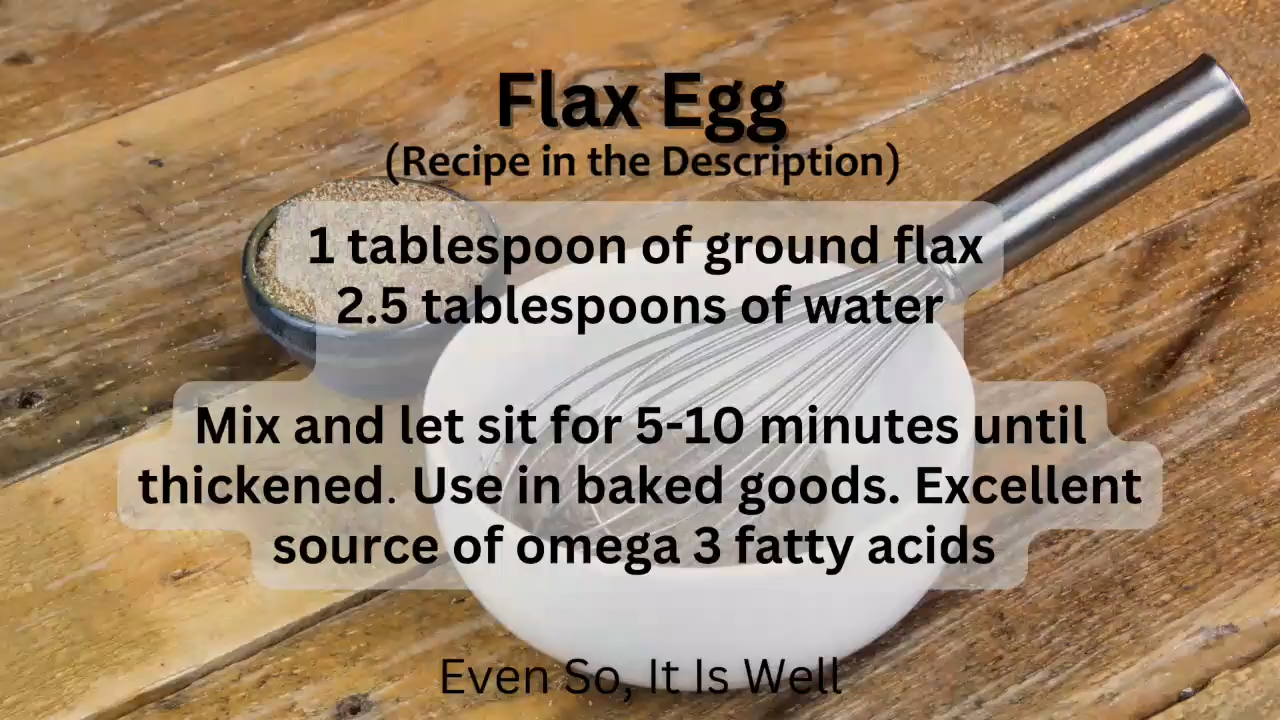 Flax Egg
(Recipe in the Description)
1 tablespoon of ground flax
2.5 tablespoons of water
Mix and let sit for 5-10 minutes until
thickened. Use in baked goods. Excellent
source of omega 3 fatty acids
Even So, It Is Well